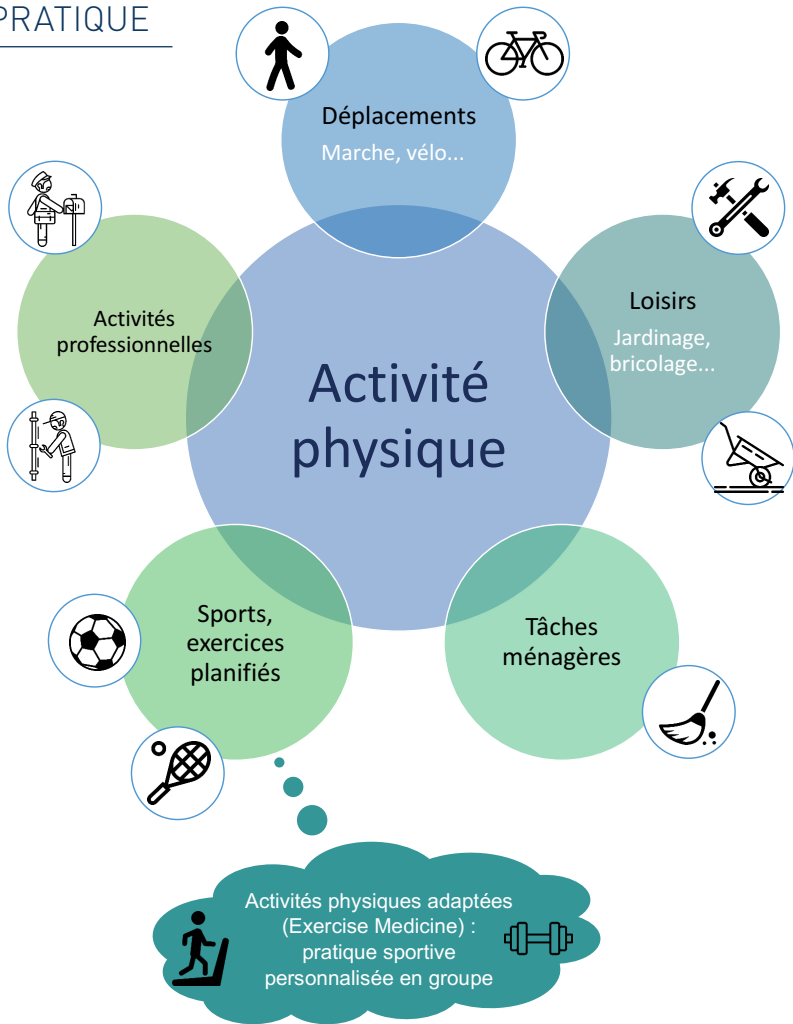 PRATIQUE
Déplacements
Marche, vélo...
Activités
professionnelles
Loisirs
Jardinage,
bricolage...
Activité
physique
Sports,
exercices
planifiés
Tâches
ménagères
Activités physiques adaptées
(Exercise Medicine) :
pratique sportive
personnalisée en groupe